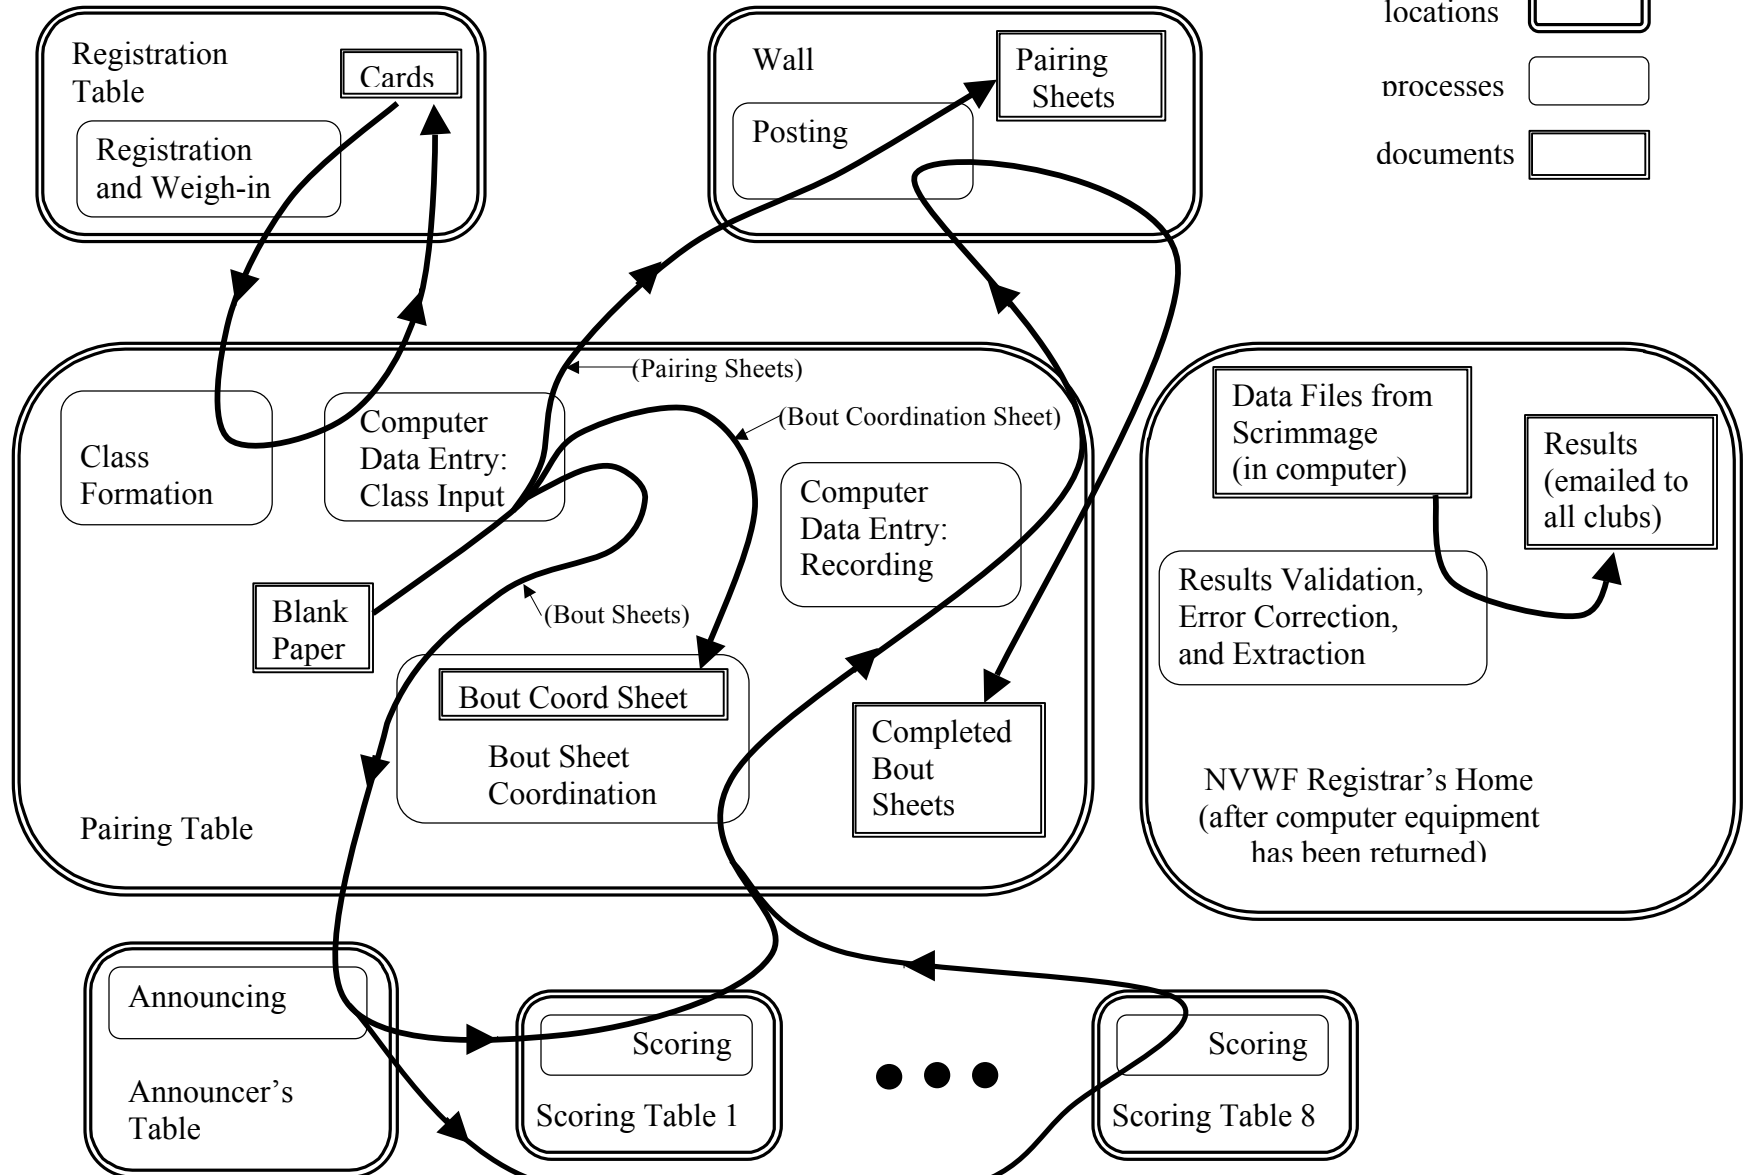 locations
processes
documents
Registration
Table
Cards
Registration
and Weigh-in
Wall
Pairing
Sheets
Posting
(Pairing Sheets)
(Bout Coordination Sheet)
Class
Formation
Computer
Data Entry:
Class Input
Computer
Data Entry:
Recording
Blank
Paper
(Bout Sheets)
Bout Coord Sheet
Bout Sheet
Coordination
Completed
Bout
Sheets
Pairing Table
Data Files from
Scrimmage
(in computer)
Results
(emailed to
all clubs)
Results Validation,
Error Correction,
and Extraction
NVWF Registrar’s Home
(after computer equipment
has been returned)
Announcing
Announcer’s
Table
Scoring
Scoring Table 1
Scoring
Scoring Table 8